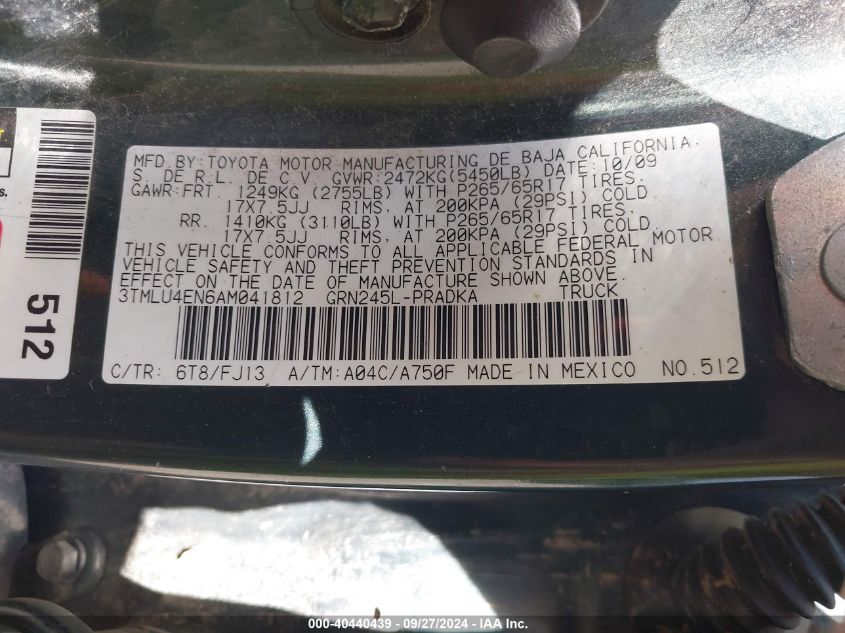 MFD.BY:TOYOTA MOTOR MANUFACTURING DE BAJA CALIFORNIA.
S. DE R.L. DE C.V. GVWR:2472KG(5450LB) DATE:10/09
GAWR:FRT. 1249KG (2755LB) WITH P265/65R17 TIRES.
17X7.5JJ RIMS, AT 200KPA (29PSI) COLD
RR. 1410KG (3110LB) WITH P265/65R17 TIRES.
17X7.5JJ RIMS, AT 200KPA (29PSI) COLD
THIS VEHICLE CONFORMS TO ALL APPLICABLE FEDERAL MOTOR
VEHICLE SAFETY AND THEFT PREVENTION STANDARDS IN
EFFECT ON THE DATE OF MANUFACTURE SHOWN ABOVE.
3TMLU4EN6AM041812 GRN245L-PRADKA TRUCK
C/TR: 6T8/FJ13 A/TM:A04C/A750F MADE IN MEXICO NO.512
512
000-40440439 - 09/27/2024 - IAA Inc.